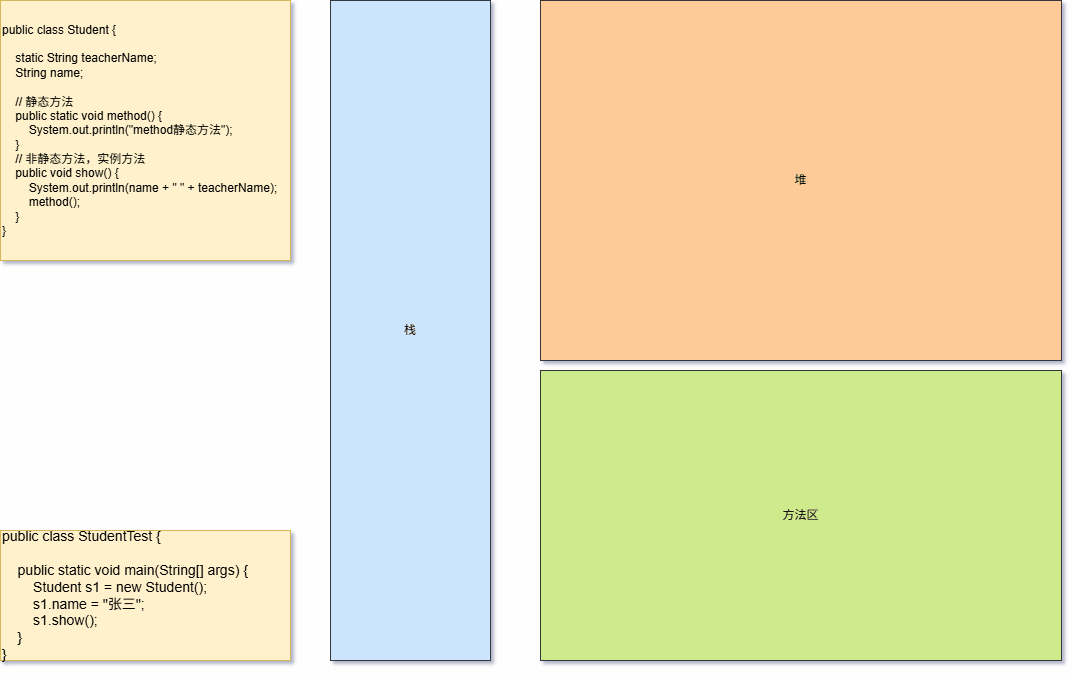 public class Student {
static String teacherName;
String name;
// 静态方法
public static void method() {
System.out.println("method静态方法");
}
// 非静态方法，实例方法
public void show() {
System.out.println(name + " " + teacherName);
method();
}
}
public class StudentTest {
public static void main(String[] args) {
Student s1 = new Student();
s1.name = "张三";
s1.show();
}
}
栈
堆
方法区